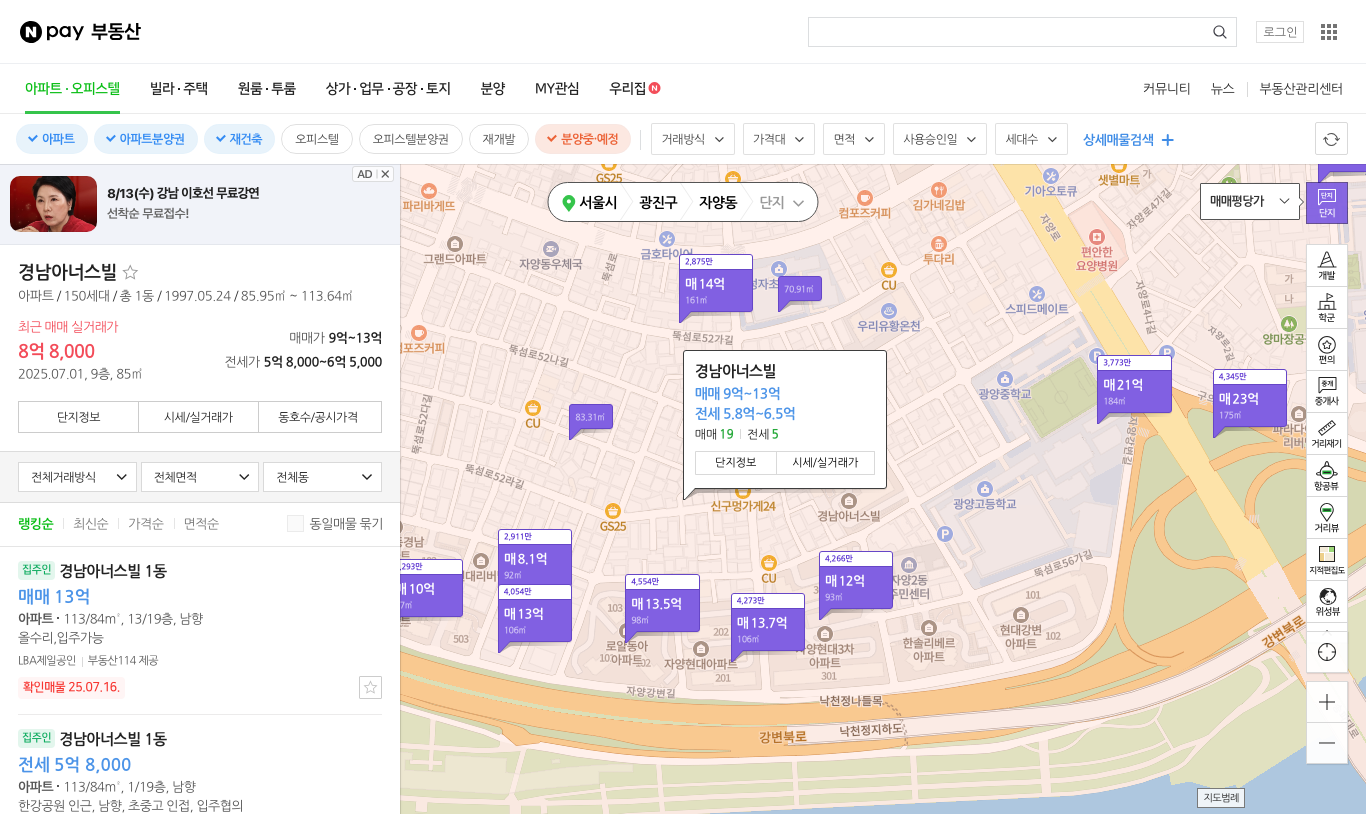 N pay 부동산
로그인
아파트·오피스텔 빌라·주택 원룸·투룸 상가·업무·공장·토지 분양 MY관심 우리집 N
커뮤니티 뉴스 부동산관리센터
아파트 아파트분양권 재건축 오피스텔 오피스텔분양권 재개발 분양중·예정 거래방식 가격대 면적 사용승인일 세대수 상세매물검색
AD
8/13(수) 강남 이호선 무료강연
선착순 무료접수!
경남아너스빌
아파트 / 150세대 / 총 1동 / 1997.05.24 / 85.95㎡ ~ 113.64㎡
최근 매매 실거래가
8억 8,000
2025.07.01, 9층, 85㎡
매매가 9억~13억
전세가 5억 8,000~6억 5,000
단지정보 시세/실거래가 동호수/공시가격
전체거래방식 전체면적 전체동
랭킹순 최신순 가격순 면적순 동일매물 묶기
집주인 경남아너스빌 1동
매매 13억
아파트 · 113/84m², 13/19층, 남향
올수리,입주가능
LBA제일공인 부동산114 제공
확인매물 25.07.16.
집주인 경남아너스빌 1동
전세 5억 8,000
아파트 · 113/84m², 1/19층, 남향
한강공원 인근, 남향, 초중고 인접, 입주협의
서울시 광진구 자양동 단지
매매평당가
단지
단지
GS25
파리바게뜨
그랜드아파트
자양동우체국
금호타이
뚝섬로
컴포즈커피
김가네김밥
투다리
CU
우리유황온천
기아오토큐
샛별마트
자양로
자양로4가길
편안한
요양병원
스피드메이트
자양로4나길
자양로2길
가
나
양마장공
2,875만
매 14억
161㎡
70.91㎡
뚝섬로52가길
뚝섬로52나길
뚝섬로52다길
뚝섬로52라길
컴포즈커피
CU
83.31㎡
경남아너스빌
매매 9억~13억
전세 5.8억~6.5억
매매 19 전세 5
단지정보 시세/실거래가
신구멍가게24
경남아너스빌
광양중학교
광양고등학교
P
P
P
3,773만
매 21억
184㎡
4,345만
매 23억
175㎡
자양강변길
GS25
2,911만
매 8.1억
92㎡
4,054만
매 13억
106㎡
매 10억
503
4,554만
매 13.5억
98㎡
103
4,273만
매 13.7억
106㎡
202
CU
4,266만
매 12억
93㎡
자양현대아파트
201
자양현대3차
아파트
301
한솔리베르
아파트
현대강변
아파트
101
102
뚝섬로56가길
자양강변길
낙천정나들목
강변북로
낙천정지하도
강변북로
개발
학군
편의
중개
중개사
거리재기
항공뷰
거리뷰
지적편집도
위성뷰
지도범례